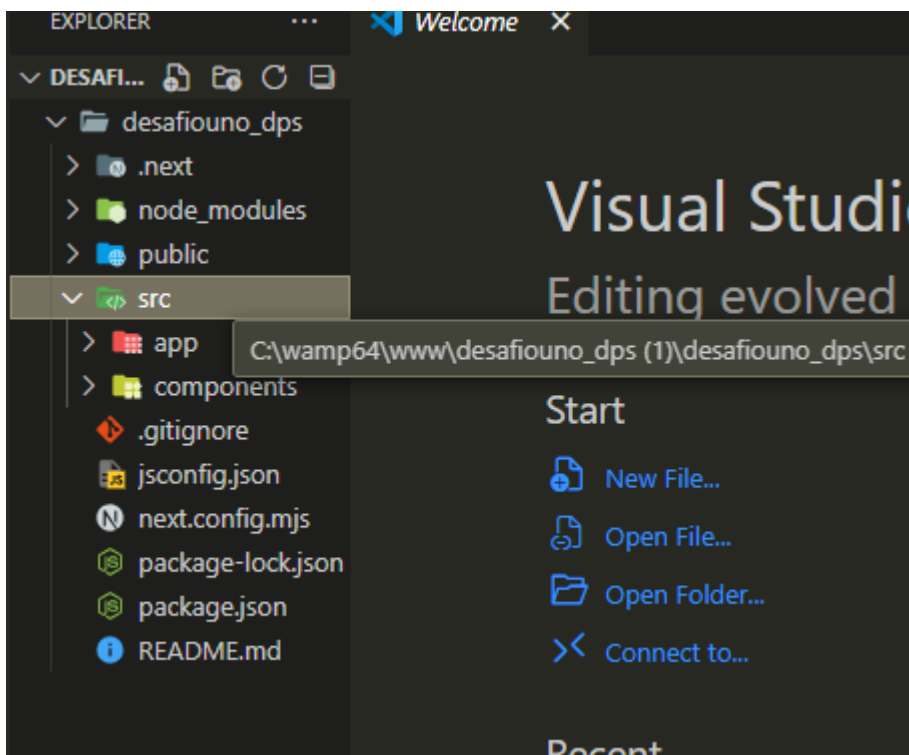 EXPLORER ...
Welcome
DESAFI...
desafiouno_dps
.next
node_modules
public
src
app
components
.gitignore
jsconfig.json
next.config.mjs
package-lock.json
package.json
README.md
C:\wamp64\www\desafiouno_dps (1)\desafiouno_dps\src
Visual Studi
Editing evolved
Start
New File...
Open File...
Open Folder...
Connect to...
Recent